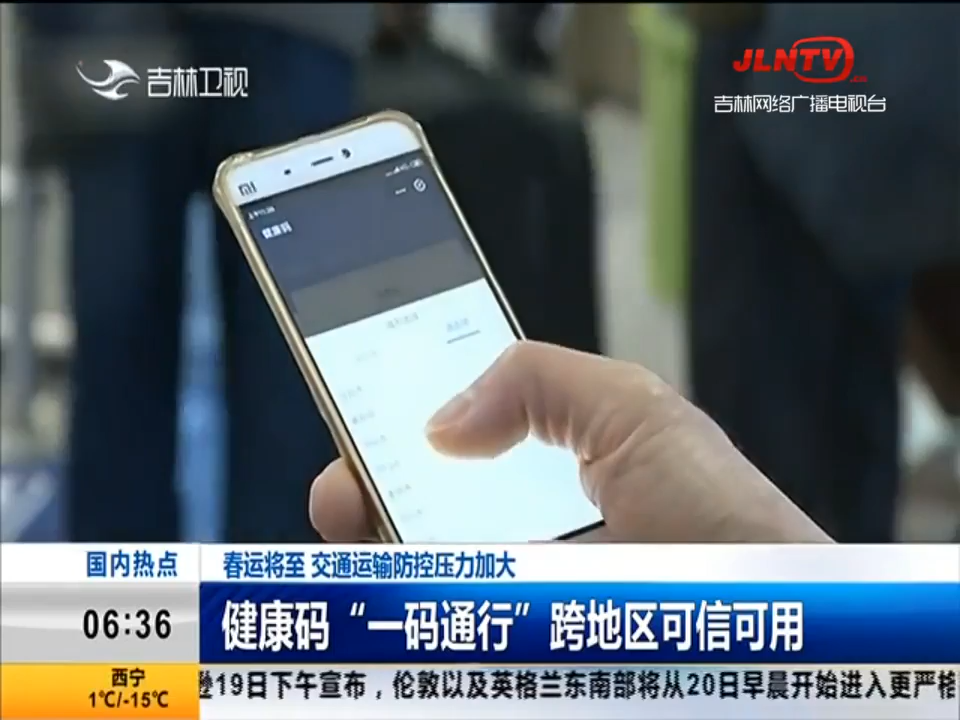 吉林卫视
JLNTV.cn
吉林网络广播电视台
健康码
国内热点
春运将至 交通运输防控压力加大
06:36
健康码“一码通行”跨地区可信可用
西宁
1℃/-15℃
逊19日下午宣布，伦敦以及英格兰东南部将从20日早晨开始进入更严格